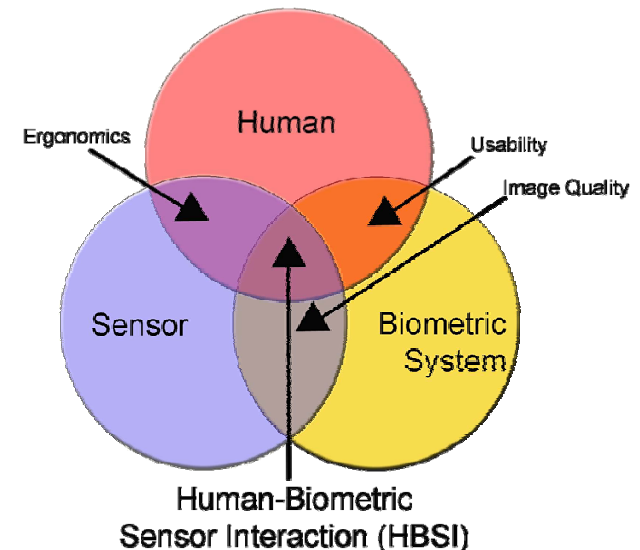 Human
Ergonomics
Usability
Image Quality
Sensor
Biometric
System
Human-Biometric
Sensor Interaction (HBSI)